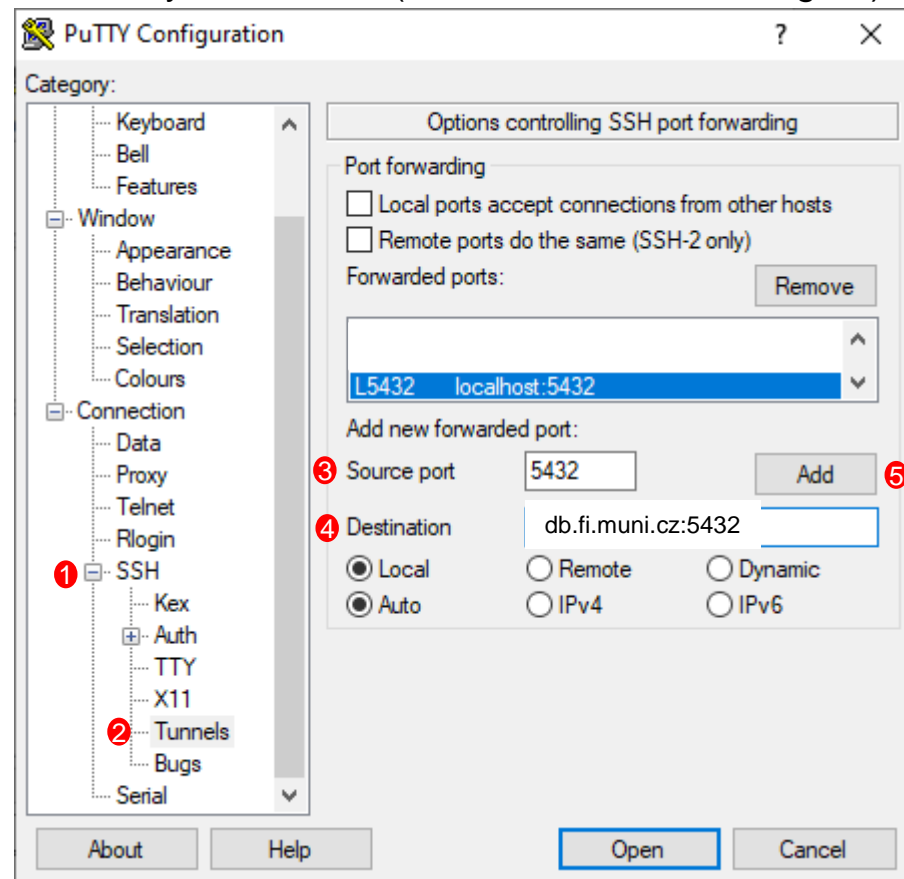 PuTTY Configuration ? ×
Category:
Keyboard
Bell
Features
Window
Appearance
Behaviour
Translation
Selection
Colours
Connection
Data
Proxy
Telnet
Rlogin
1 SSH
Kex
Auth
TTY
X11
2 Tunnels
Bugs
Serial
Options controlling SSH port forwarding
Port forwarding
Local ports accept connections from other hosts
Remote ports do the same (SSH-2 only)
Forwarded ports:
Remove
L5432 localhost:5432
Add new forwarded port:
3 Source port 5432 Add 5
4 Destination db.fi.muni.cz:5432
Local Remote Dynamic
Auto IPv4 IPv6
About Help Open Cancel